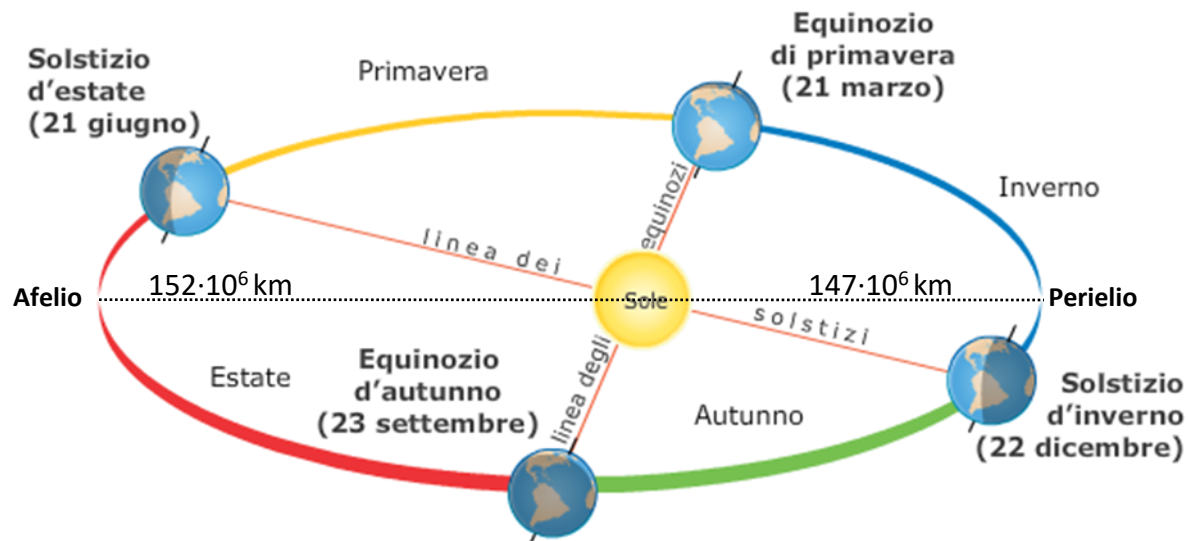 Solstizio
d'estate
(21 giugno)
Primavera
Equinozio
di primavera
(21 marzo)
Inverno
equinozi
linea dei
Afelio
152·10⁶ km
Sole
147·10⁶ km
Perielio
solstizi
linea degli
Estate
Equinozio
d'autunno
(23 settembre)
Autunno
Solstizio
d'inverno
(22 dicembre)